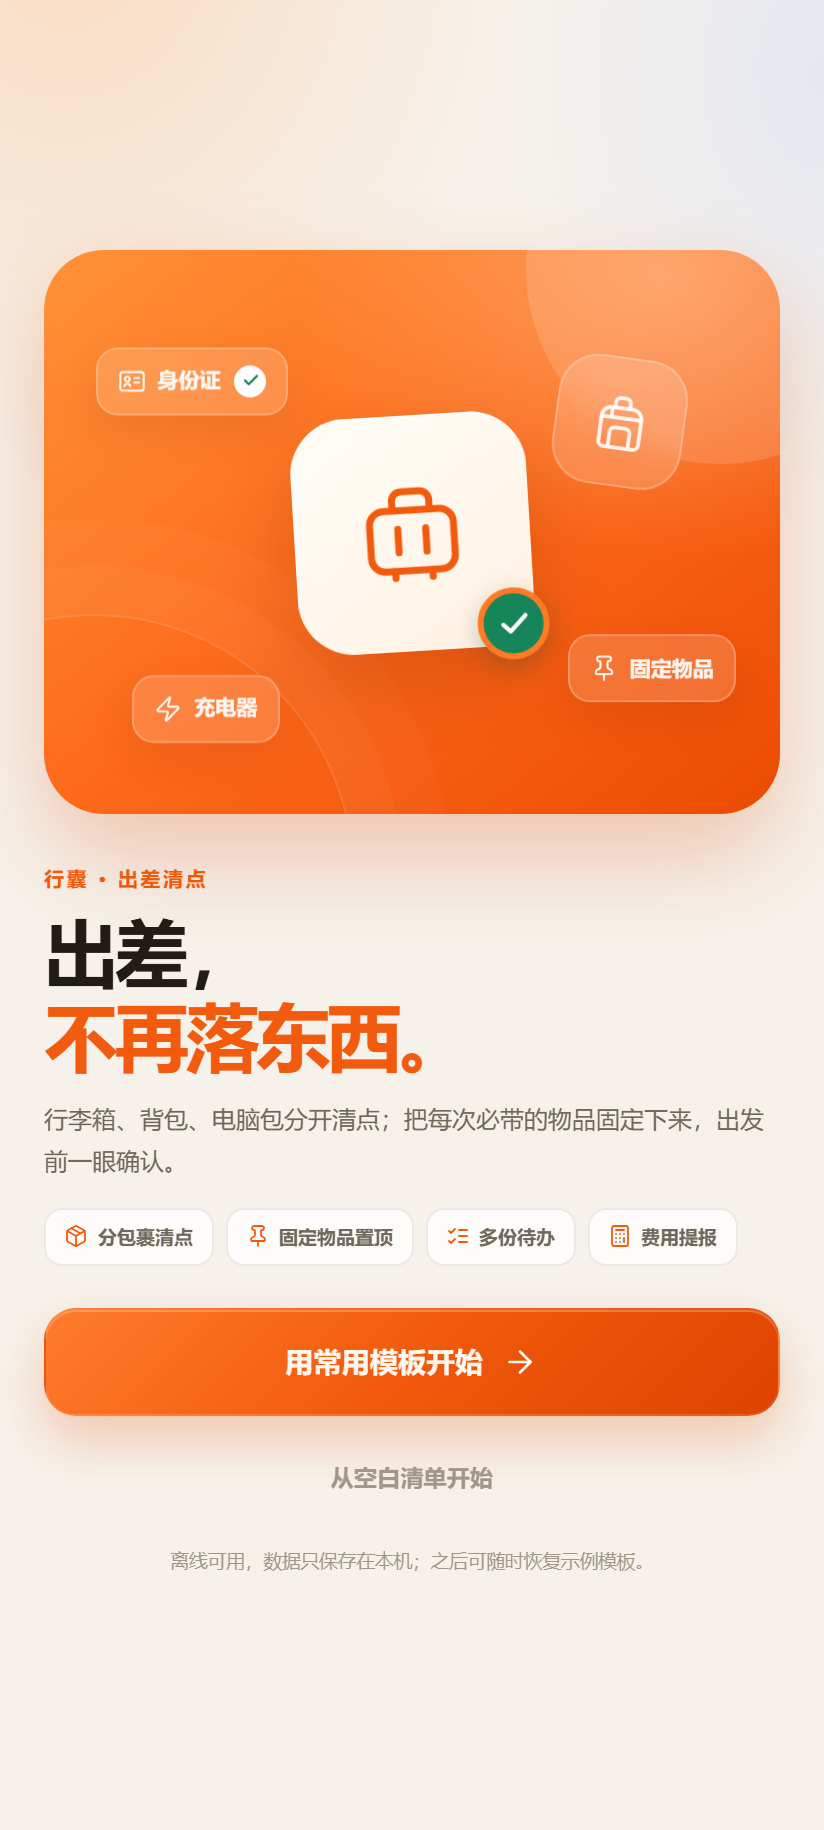 身份证
固定物品
充电器
行囊・出差清点
出差，
不再落东西。
行李箱、背包、电脑包分开清点；把每次必带的物品固定下来，出发
前一眼确认。
分包裹清点
固定物品置顶
多份待办
费用提报
用常用模板开始 →
从空白清单开始
离线可用，数据只保存在本机；之后可随时恢复示例模板。